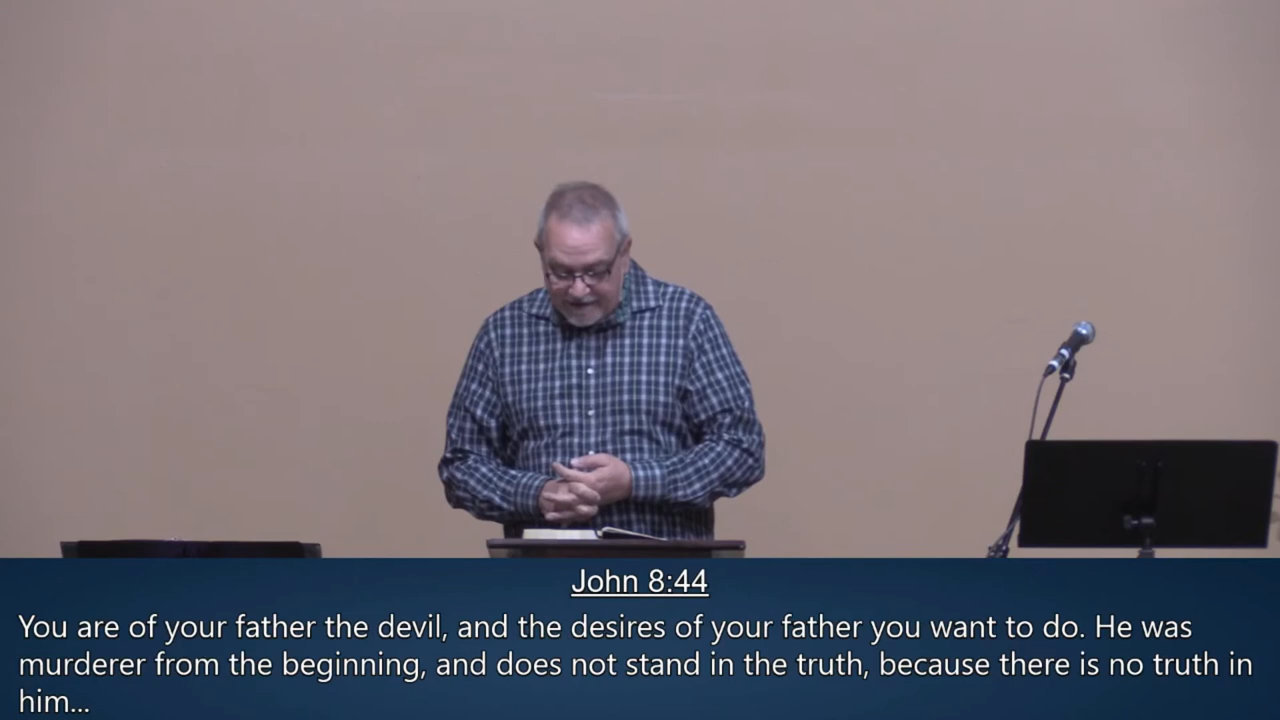 John 8:44
You are of your father the devil, and the desires of your father you want to do. He was
murderer from the beginning, and does not stand in the truth, because there is no truth in
him...